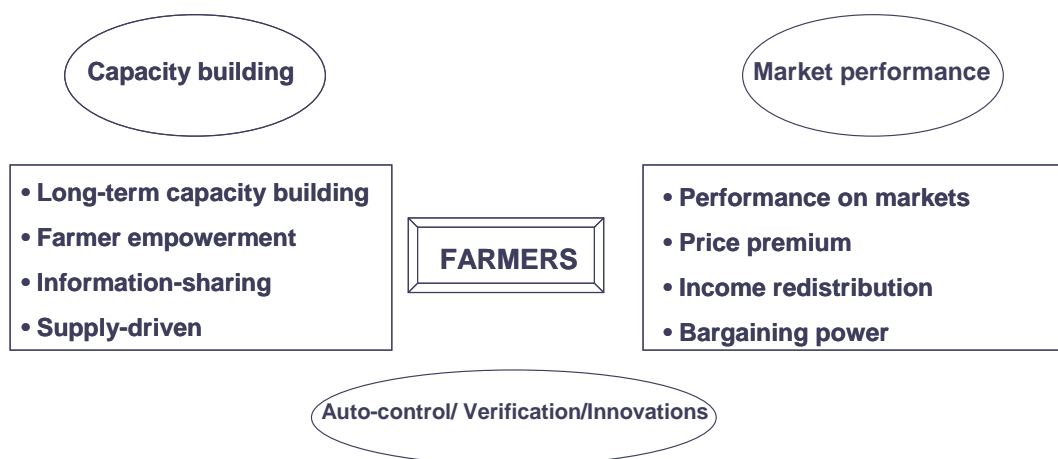 Capacity building
Market performance
• Long-term capacity building
• Farmer empowerment
• Information-sharing
• Supply-driven
FARMERS
• Performance on markets
• Price premium
• Income redistribution
• Bargaining power
Auto-control/ Verification/Innovations